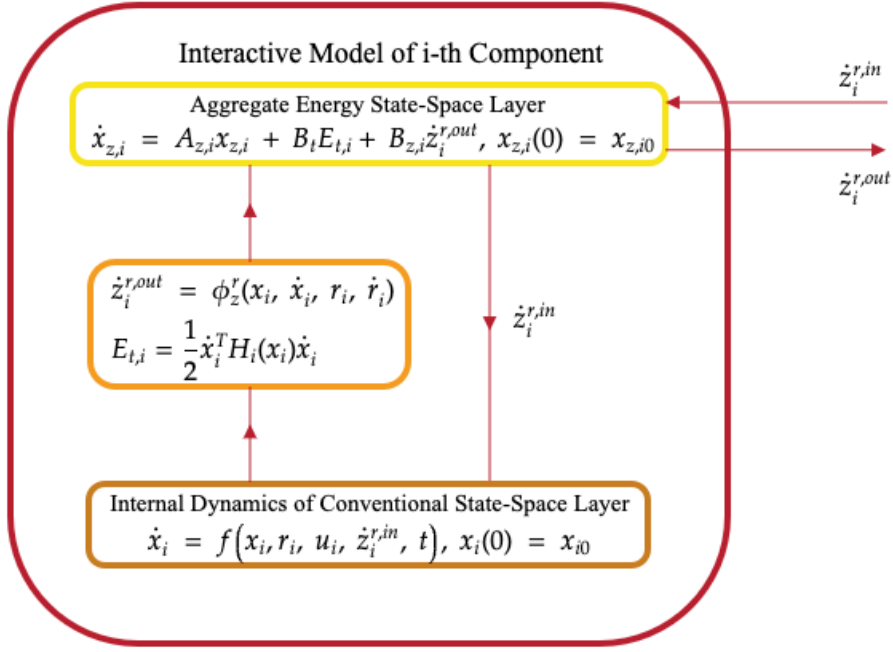 Interactive Model of i-th Component
Aggregate Energy State-Space Layer
ẋ_{z,i} = A_{z,i}x_{z,i} + B_tE_{t,i} + B_{z,i}ż_i^{r,out}, x_{z,i}(0) = x_{z,i0}
ż_i^{r,in}
ż_i^{r,out}
ż_i^{r,out} = ϕ_z^r(x_i, ẋ_i, r_i, ṙ_i)
E_{t,i} = \frac{1}{2}ẋ_i^T H_i(x_i)ẋ_i
ż_i^{r,in}
Internal Dynamics of Conventional State-Space Layer
ẋ_i = f(x_i, r_i, u_i, ż_i^{r,in}, t), x_i(0) = x_{i0}